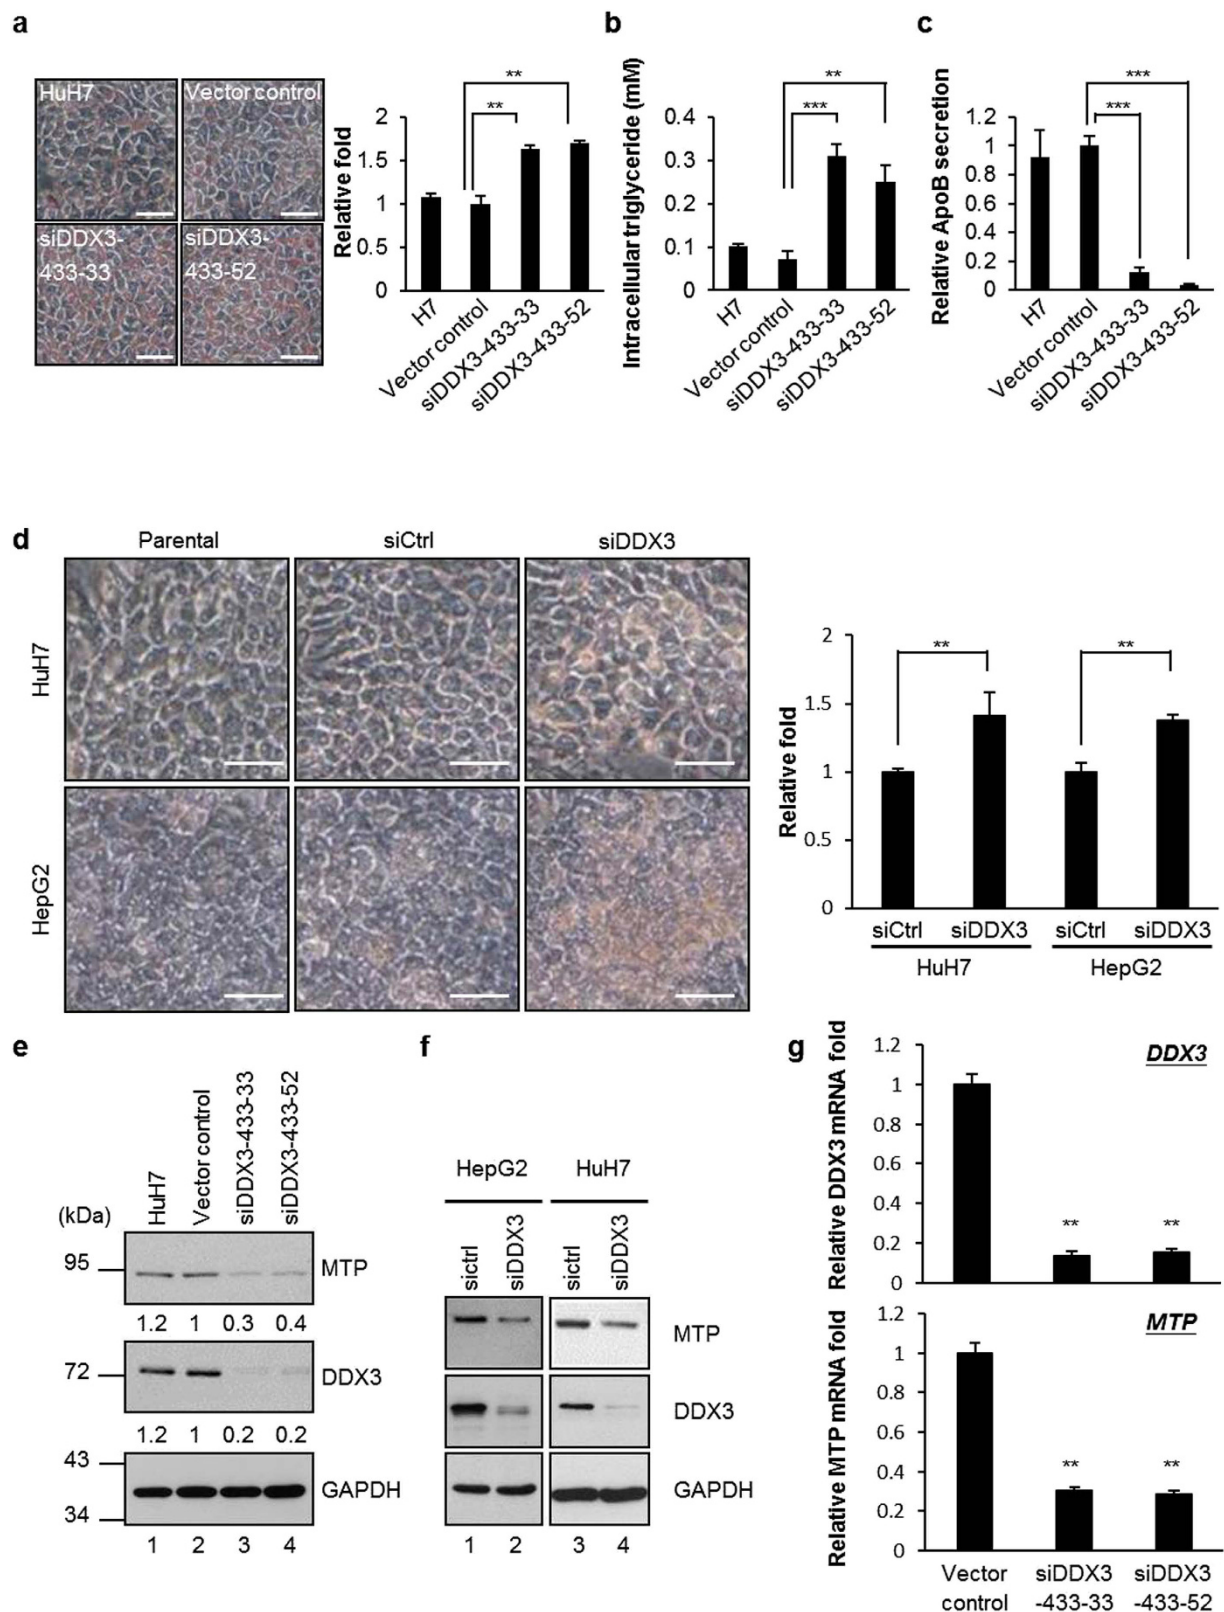 a
HuH7
Vector control
siDDX3-
433-33
siDDX3-
433-52
Relative fold
2
1.5
1
0.5
0
**
**
H7
Vector control
siDDX3-433-33
siDDX3-433-52
b
Intracellular triglyceride (mM)
0.4
0.3
0.2
0.1
0
**
***
H7
Vector control
siDDX3-433-33
siDDX3-433-52
c
Relative ApoB secretion
1.2
1
0.8
0.6
0.4
0.2
0
***
***
H7
Vector control
siDDX3-433-33
siDDX3-433-52
d
Parental
siCtrl
siDDX3
HuH7
HepG2
Relative fold
2
1.5
1
0.5
0
**
**
siCtrl
siDDX3
siCtrl
siDDX3
HuH7
HepG2
e
(kDa)
HuH7
Vector control
siDDX3-433-33
siDDX3-433-52
95
MTP
1.2 1 0.3 0.4
72
DDX3
1.2 1 0.2 0.2
43
GAPDH
34
1 2 3 4
f
HepG2
HuH7
sictrl
siDDX3
sictrl
siDDX3
MTP
DDX3
GAPDH
1 2 3 4
g
Relative DDX3 mRNA fold
1.2
1
0.8
0.6
0.4
0.2
0
DDX3
**
**
Relative MTP mRNA fold
1.2
1
0.8
0.6
0.4
0.2
0
MTP
**
**
Vector
control
siDDX3
-433-33
siDDX3
-433-52